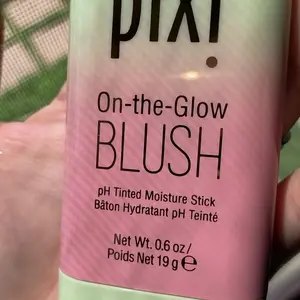 pixi
On-the-Glow
BLUSH
pH Tinted Moisture Stick
Bâton Hydratant pH Teinté
Net. Wt. 0.6 oz /
Poids Net 19 g ℮